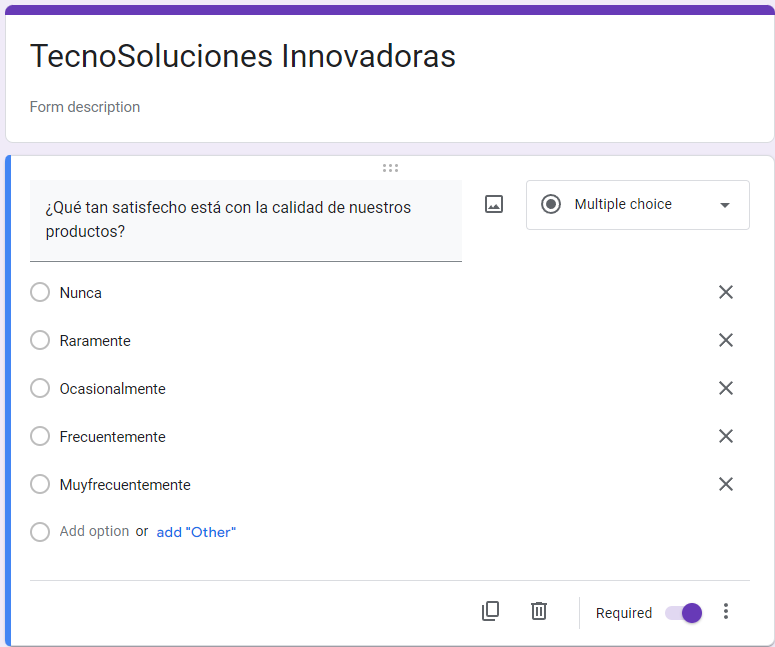 TecnoSoluciones Innovadoras
Form description
¿Qué tan satisfecho está con la calidad de nuestros
productos?
Multiple choice
Nunca
Raramente
Ocasionalmente
Frecuentemente
Muyfrecuentemente
Add option or add "Other"
Required